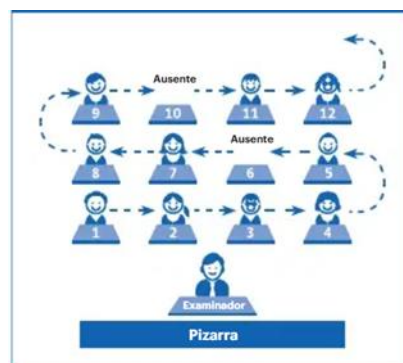 Ausente
9 10 11 12
Ausente
8 7 6 5
1 2 3 4
Examinador
Pizarra